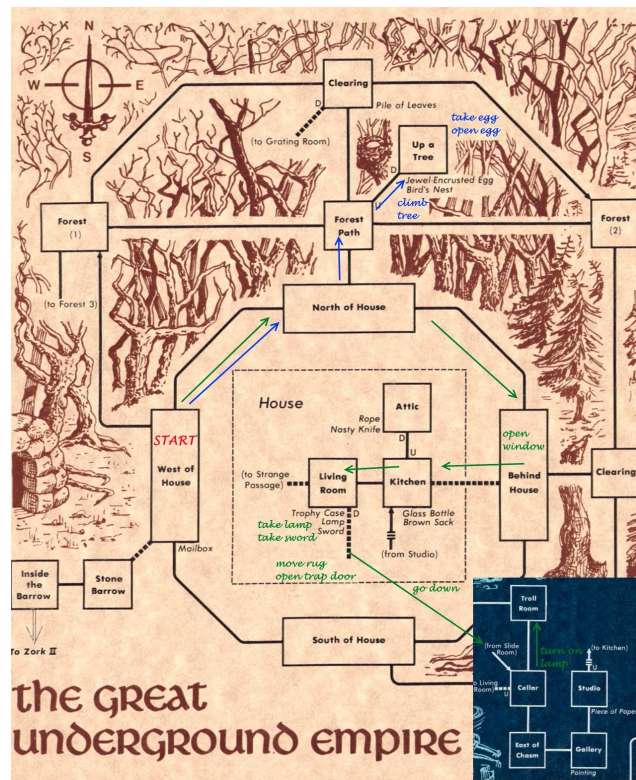 N
W
E
S
Clearing
D
Pile of Leaves
(to Grating Room)
take egg
open egg
Up a
Tree
D
Jewel-Encrusted Egg
Bird's Nest
climb
tree
Forest
(1)
Forest
Path
U
Forest
(2)
(to Forest 3)
North of House
House
Attic
Rope
Nasty Knife
D
U
START
West of
House
open
window
Behind
House
Clearing
(to Strange
Passage)
Living
Room
Kitchen
Trophy Case
Lamp
Sword
D
Glass Bottle
Brown Sack
take lamp
take sword
(from Studio)
Mailbox
move rug
open trap door
go down
Inside
the
Barrow
Stone
Barrow
To Zork II
South of House
Troll
Room
(from Slide
Room)
turn on
lamp
(to Kitchen)
U
o Living
Room)
U
Cellar
Studio
Piece of Paper
East of
Chasm
Gallery
Painting
the GREAT
UNDERGROUND EMPIRE